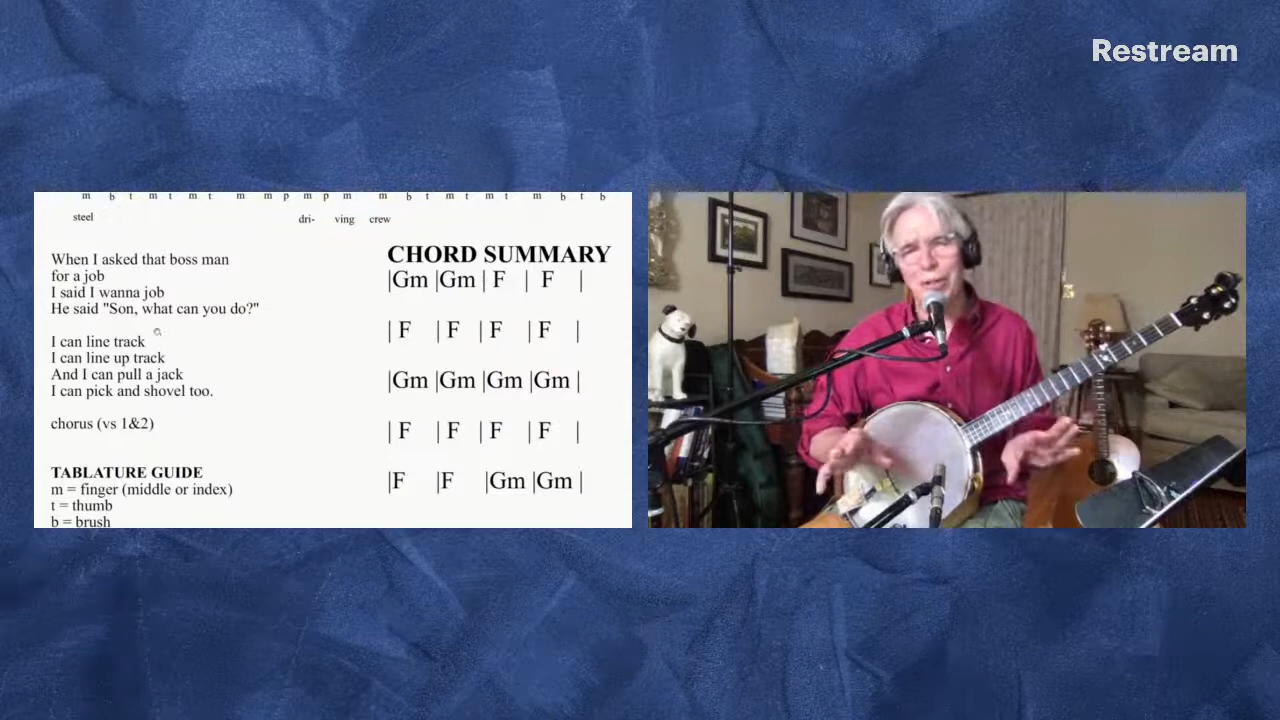 Restream
m b t m t m t m m p m p m m b t m t m t m b t b
steel dri- ving crew
When I asked that boss man
for a job
I said I wanna job
He said "Son, what can you do?"
I can line track
I can line up track
And I can pull a jack
I can pick and shovel too.
chorus (vs 1&2)
TABLATURE GUIDE
m = finger (middle or index)
t = thumb
b = brush
CHORD SUMMARY
|Gm |Gm | F | F |
| F | F | F | F |
|Gm |Gm |Gm |Gm |
| F | F | F | F |
|F |F |Gm |Gm |